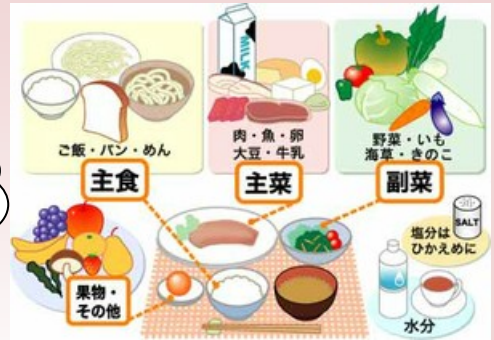 MILK
ご飯・パン・めん
肉・魚・卵
大豆・牛乳
野菜・いも
海草・きのこ
主食
主菜
副菜
SALT
塩分は
ひかえめに
果物・
その他
水分